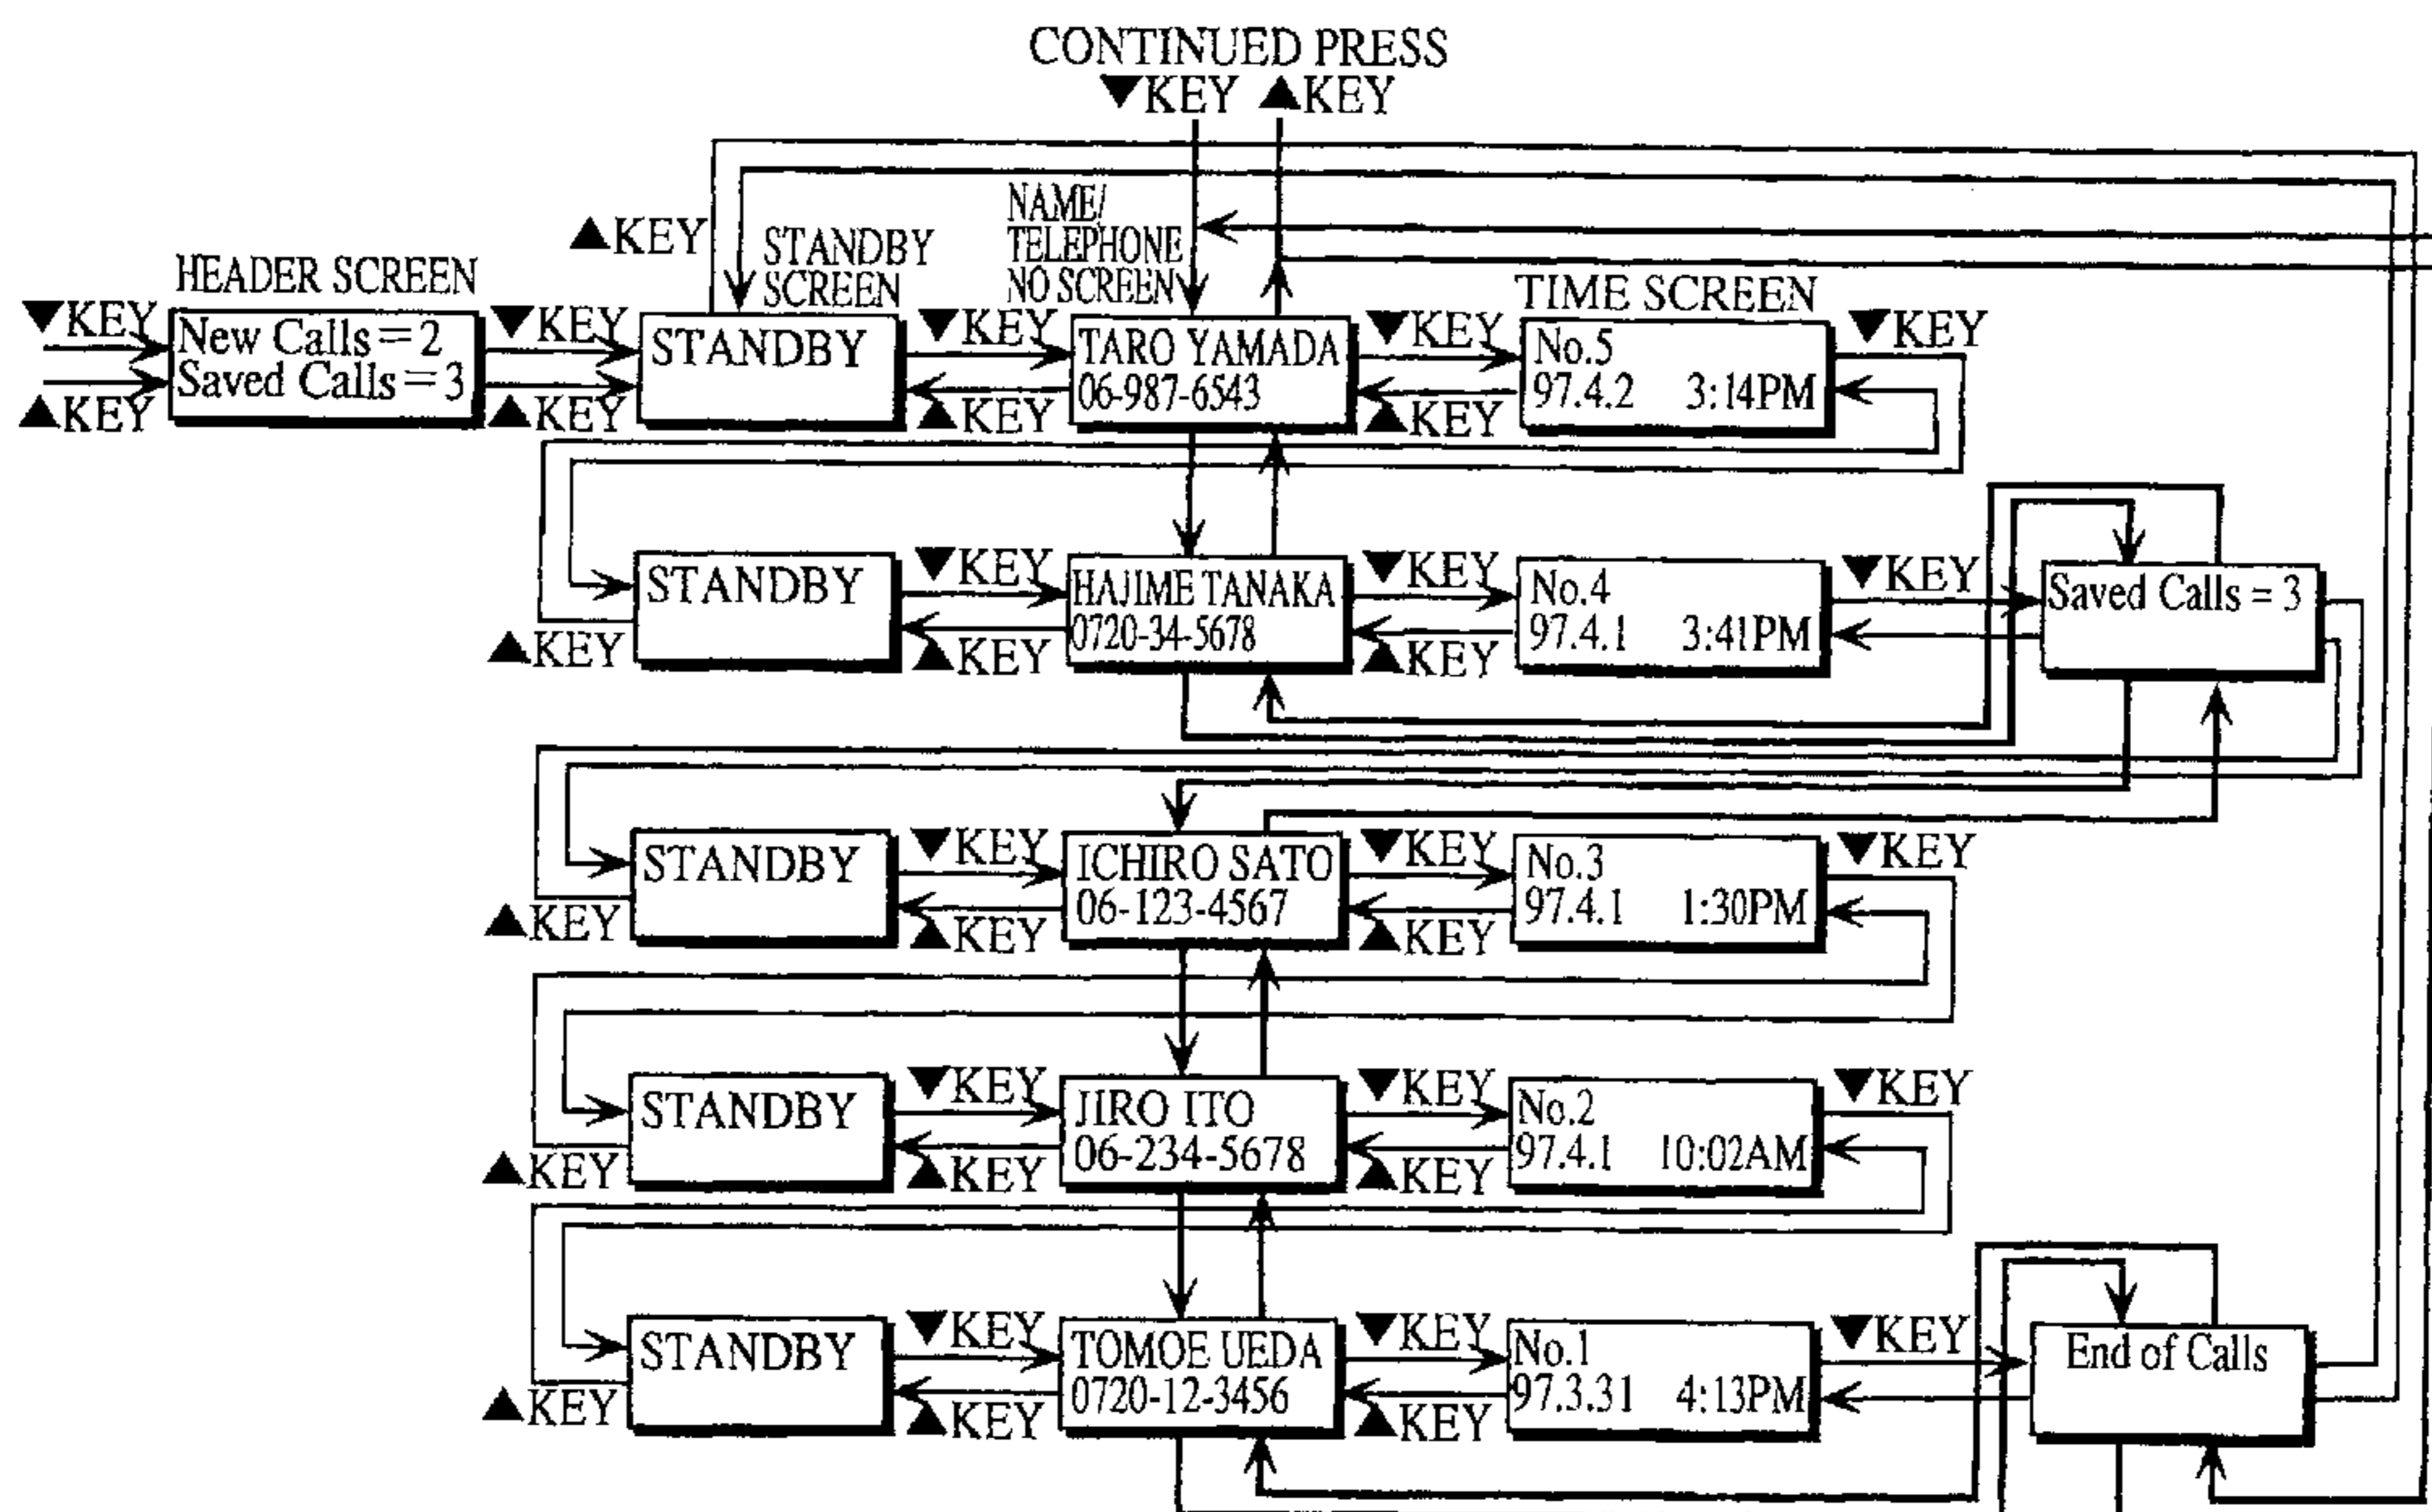 CONTINUED PRESS
▼KEY ▲KEY
▲KEY
STANDBY
SCREEN
NAME/
TELEPHONE
NO SCREEN
HEADER SCREEN
TIME SCREEN
▼KEY
New Calls=2
Saved Calls=3
▲KEY
▼KEY
▲KEY
STANDBY
▼KEY
▲KEY
TARO YAMADA
06-987-6543
▼KEY
▲KEY
No.5
97.4.2 3:14PM
▼KEY
▲KEY
STANDBY
▼KEY
▲KEY
HAJIME TANAKA
0720-34-5678
▼KEY
▲KEY
No.4
97.4.1 3:41PM
▼KEY
Saved Calls = 3
▲KEY
STANDBY
▼KEY
▲KEY
ICHIRO SATO
06-123-4567
▼KEY
▲KEY
No.3
97.4.1 1:30PM
▼KEY
▲KEY
STANDBY
▼KEY
▲KEY
JIRO ITO
06-234-5678
▼KEY
▲KEY
No.2
97.4.1 10:02AM
▼KEY
▲KEY
STANDBY
▼KEY
▲KEY
TOMOE UEDA
0720-12-3456
▼KEY
▲KEY
No.1
97.3.31 4:13PM
▼KEY
End of Calls